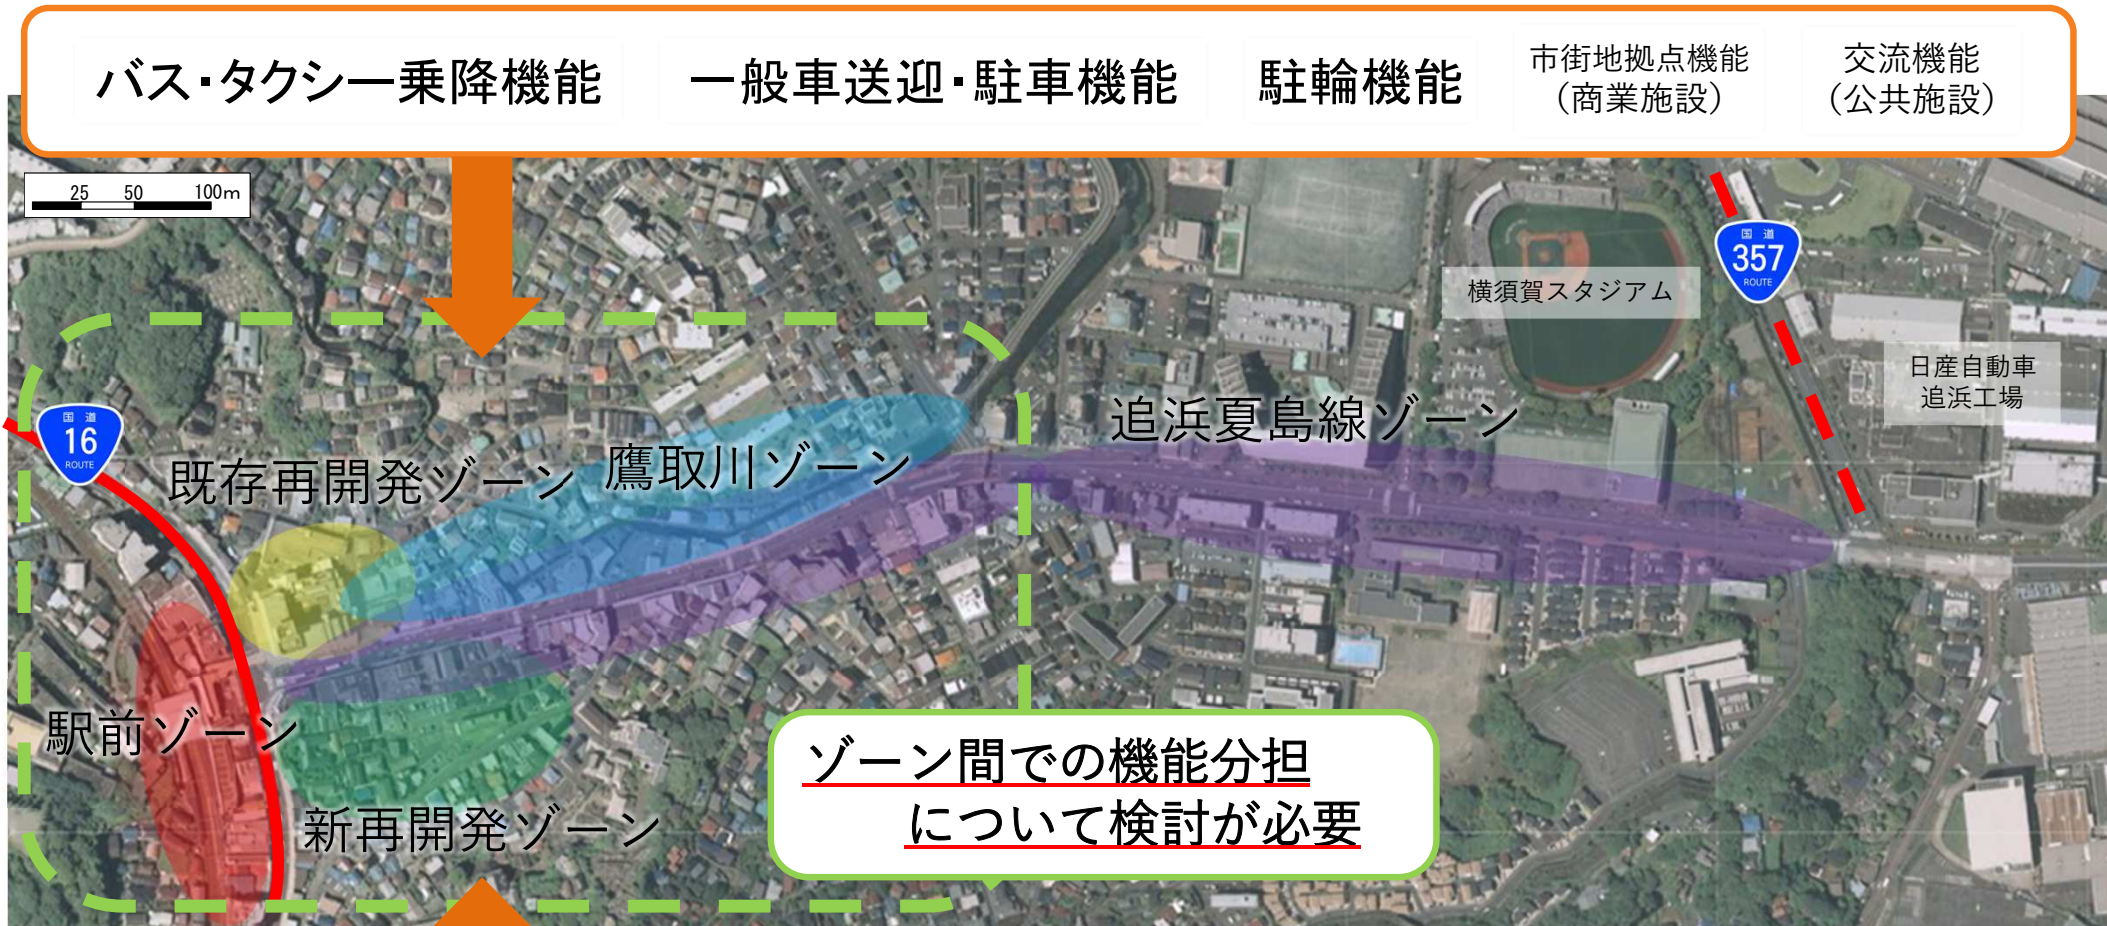 バス・タクシー乗降機能
一般車送迎・駐車機能
駐輪機能
市街地拠点機能
（商業施設）
交流機能
（公共施設）
25 50 100m
国道
357
ROUTE
横須賀スタジアム
日産自動車
追浜工場
国道
16
ROUTE
追浜夏島線ゾーン
既存再開発ゾーン
鷹取川ゾーン
駅前ゾーン
新再開発ゾーン
ゾーン間での機能分担
について検討が必要